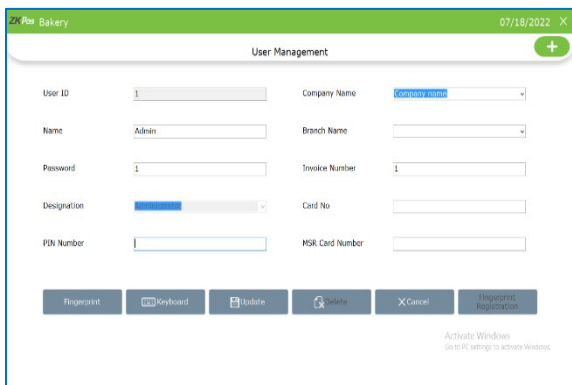 ZKPos Bakery 07/18/2022 X
User Management +
User ID 1 Company Name Company name
Name Admin Branch Name
Password 1 Invoice Number 1
Designation Administrator Card No
PIN Number MSR Card Number
Fingerprint Keyboard Update Delete Cancel Fingerprint
Registration
Activate Windows
Go to PC settings to activate Windows.